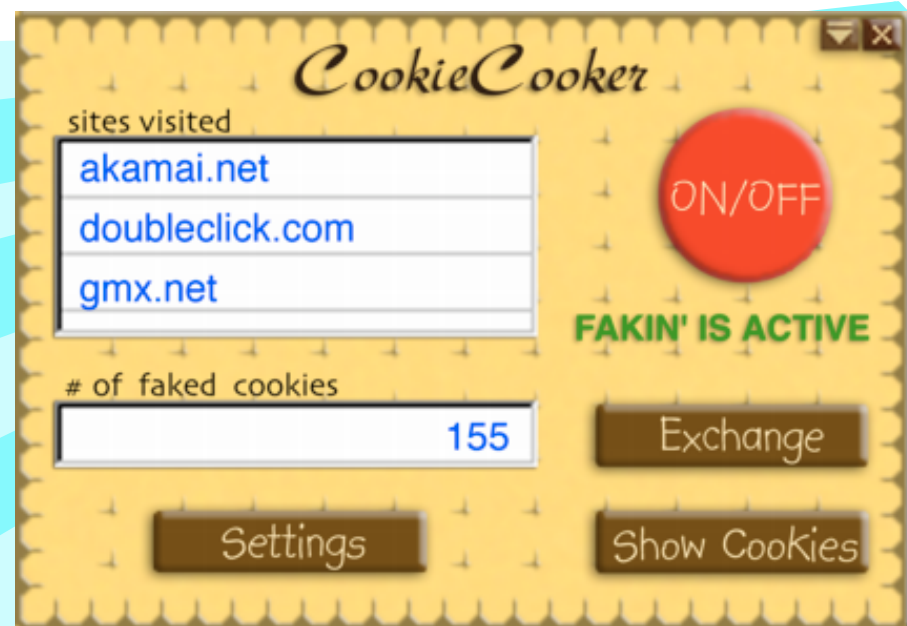 CookieCooker
sites visited
akamai.net
doubleclick.com
gmx.net
ON/OFF
FAKIN' IS ACTIVE
# of faked cookies
155
Exchange
Settings
Show Cookies